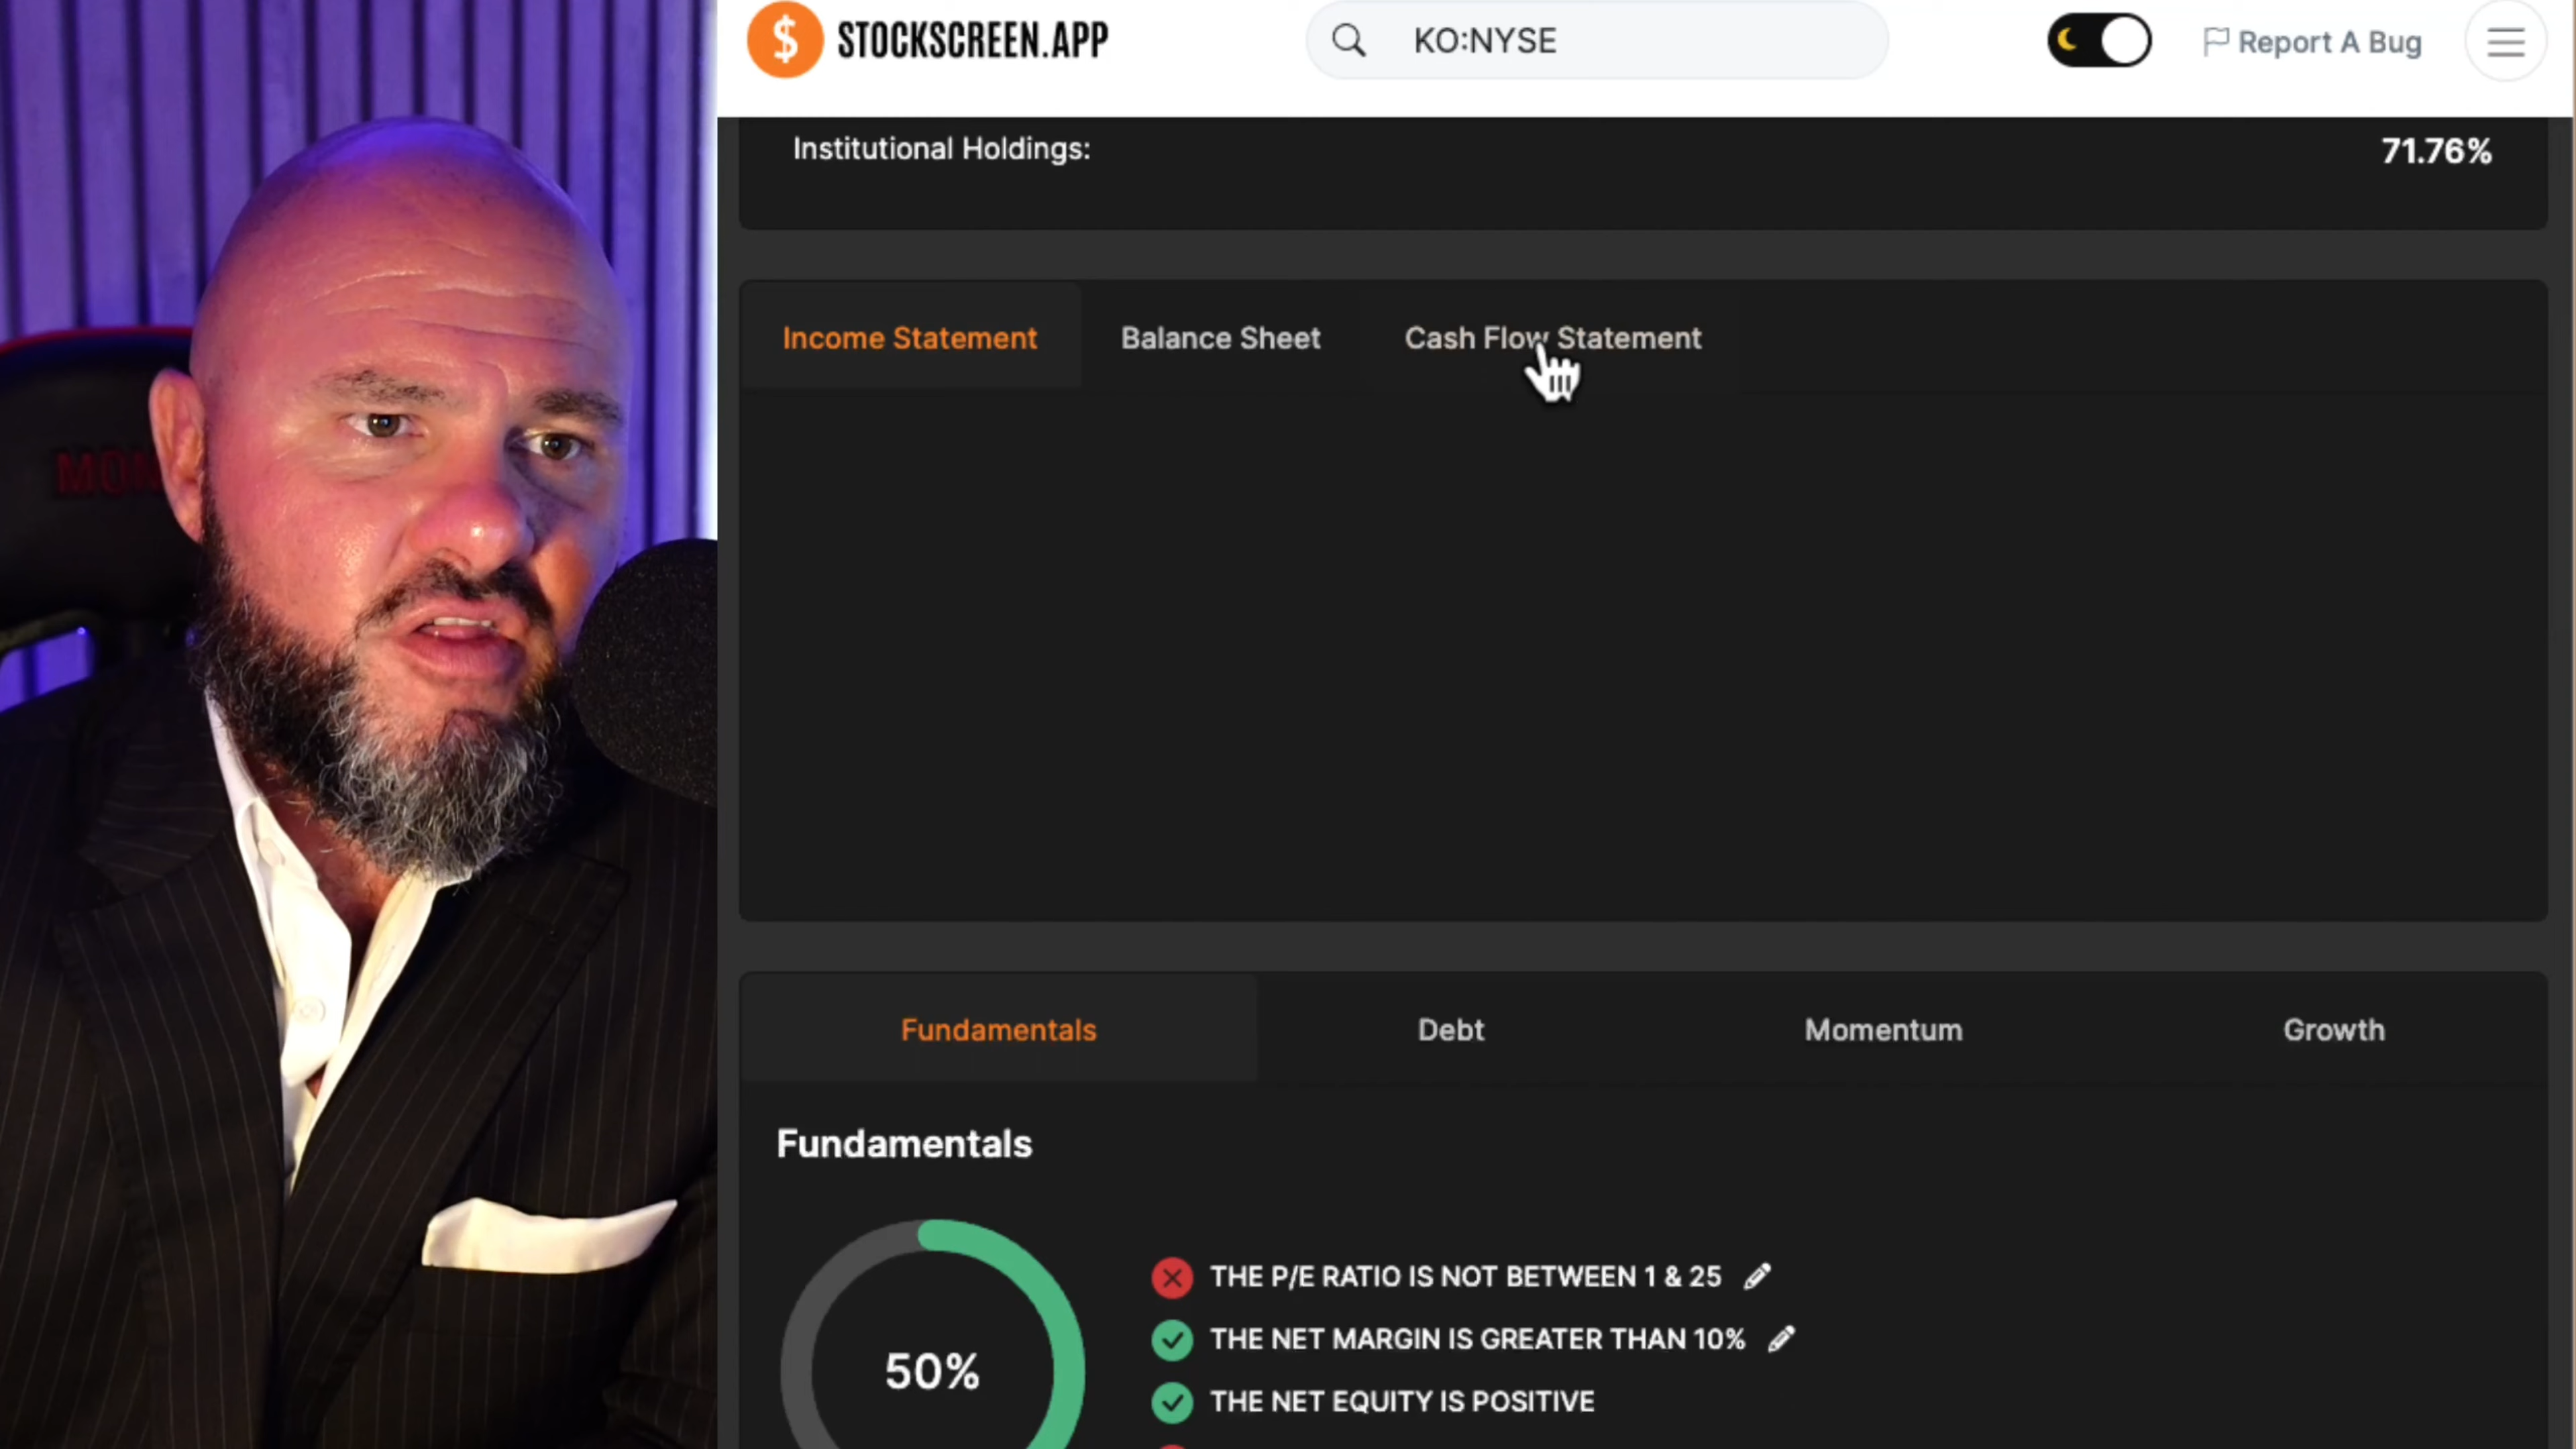 STOCKSCREEN.APP
KO:NYSE
Report A Bug
Institutional Holdings:
71.76%
Income Statement
Balance Sheet
Cash Flow Statement
Fundamentals
Debt
Momentum
Growth
Fundamentals
50%
THE P/E RATIO IS NOT BETWEEN 1 & 25
THE NET MARGIN IS GREATER THAN 10%
THE NET EQUITY IS POSITIVE